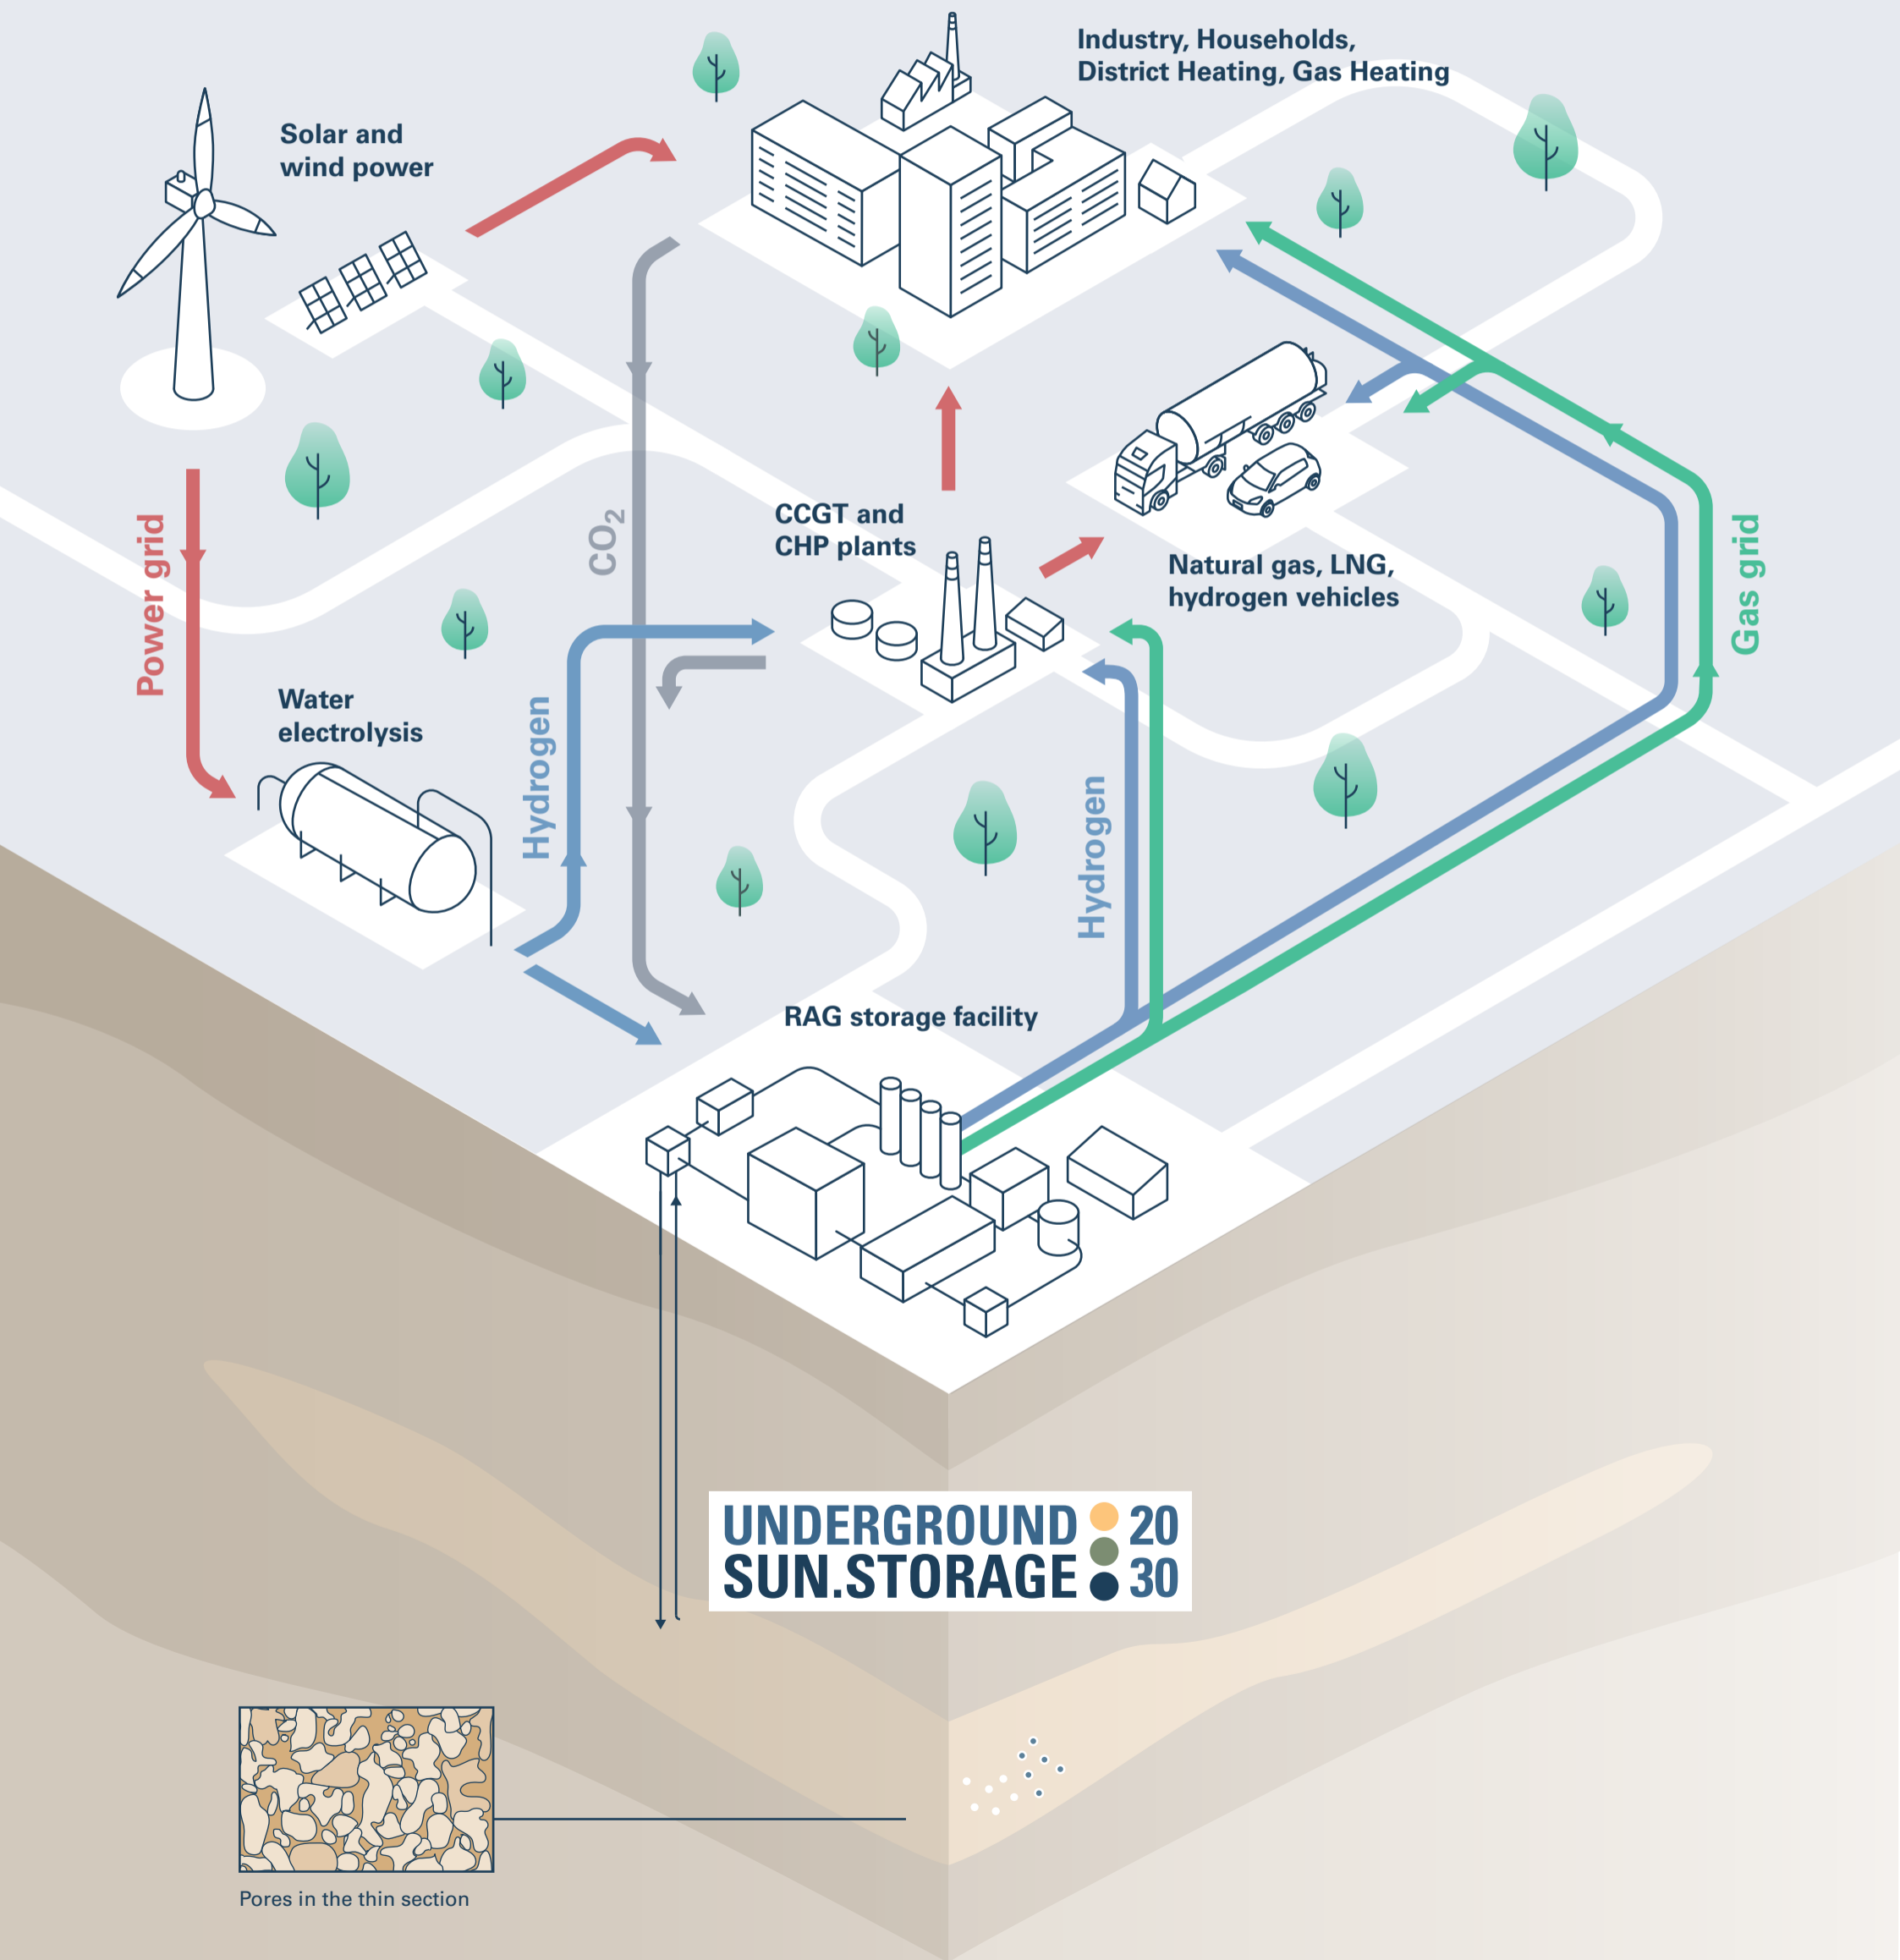 Industry, Households,
District Heating, Gas Heating
Solar and
wind power
CO₂
CCGT and
CHP plants
Power grid
Natural gas, LNG,
hydrogen vehicles
Gas grid
Water
electrolysis
Hydrogen
Hydrogen
RAG storage facility
UNDERGROUND 20
SUN.STORAGE 30
Pores in the thin section